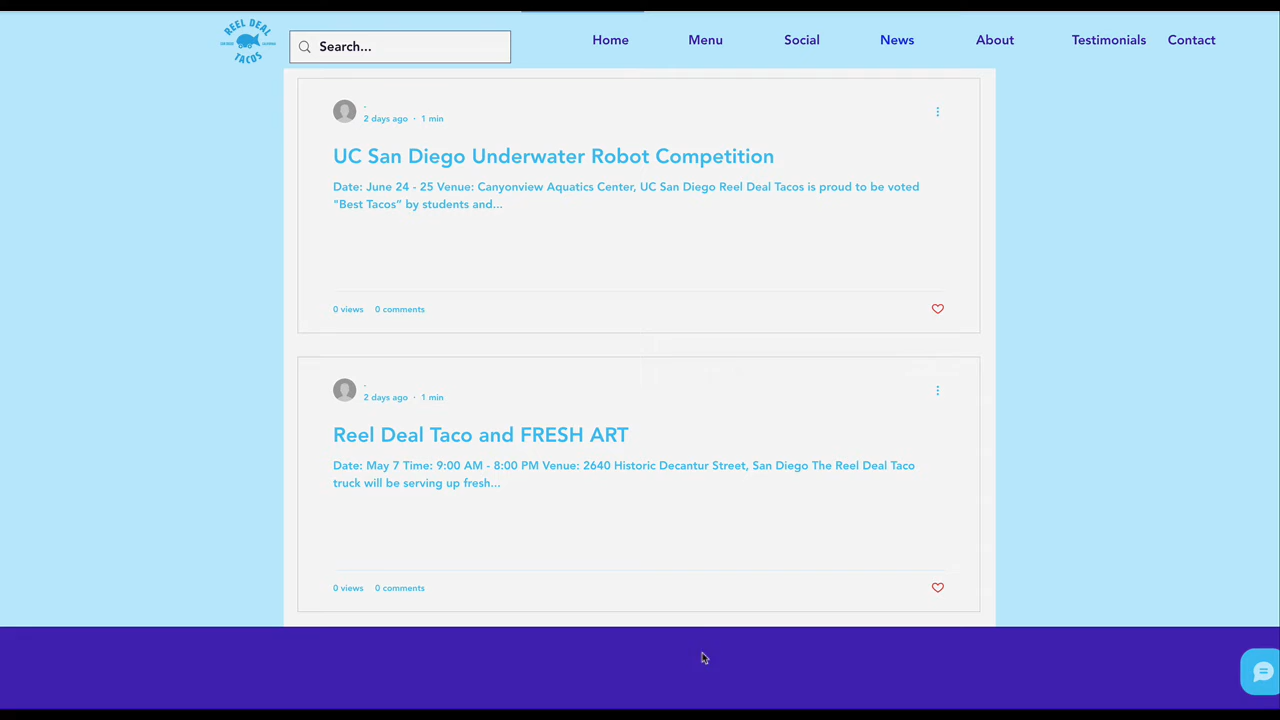 REEL DEAL
TACOS
Search...
Home
Menu
Social
News
About
Testimonials
Contact
-
2 days ago · 1 min
UC San Diego Underwater Robot Competition
Date: June 24 - 25 Venue: Canyonview Aquatics Center, UC San Diego Reel Deal Tacos is proud to be voted
"Best Tacos” by students and...
0 views 0 comments
-
2 days ago · 1 min
Reel Deal Taco and FRESH ART
Date: May 7 Time: 9:00 AM - 8:00 PM Venue: 2640 Historic Decantur Street, San Diego The Reel Deal Taco
truck will be serving up fresh...
0 views 0 comments